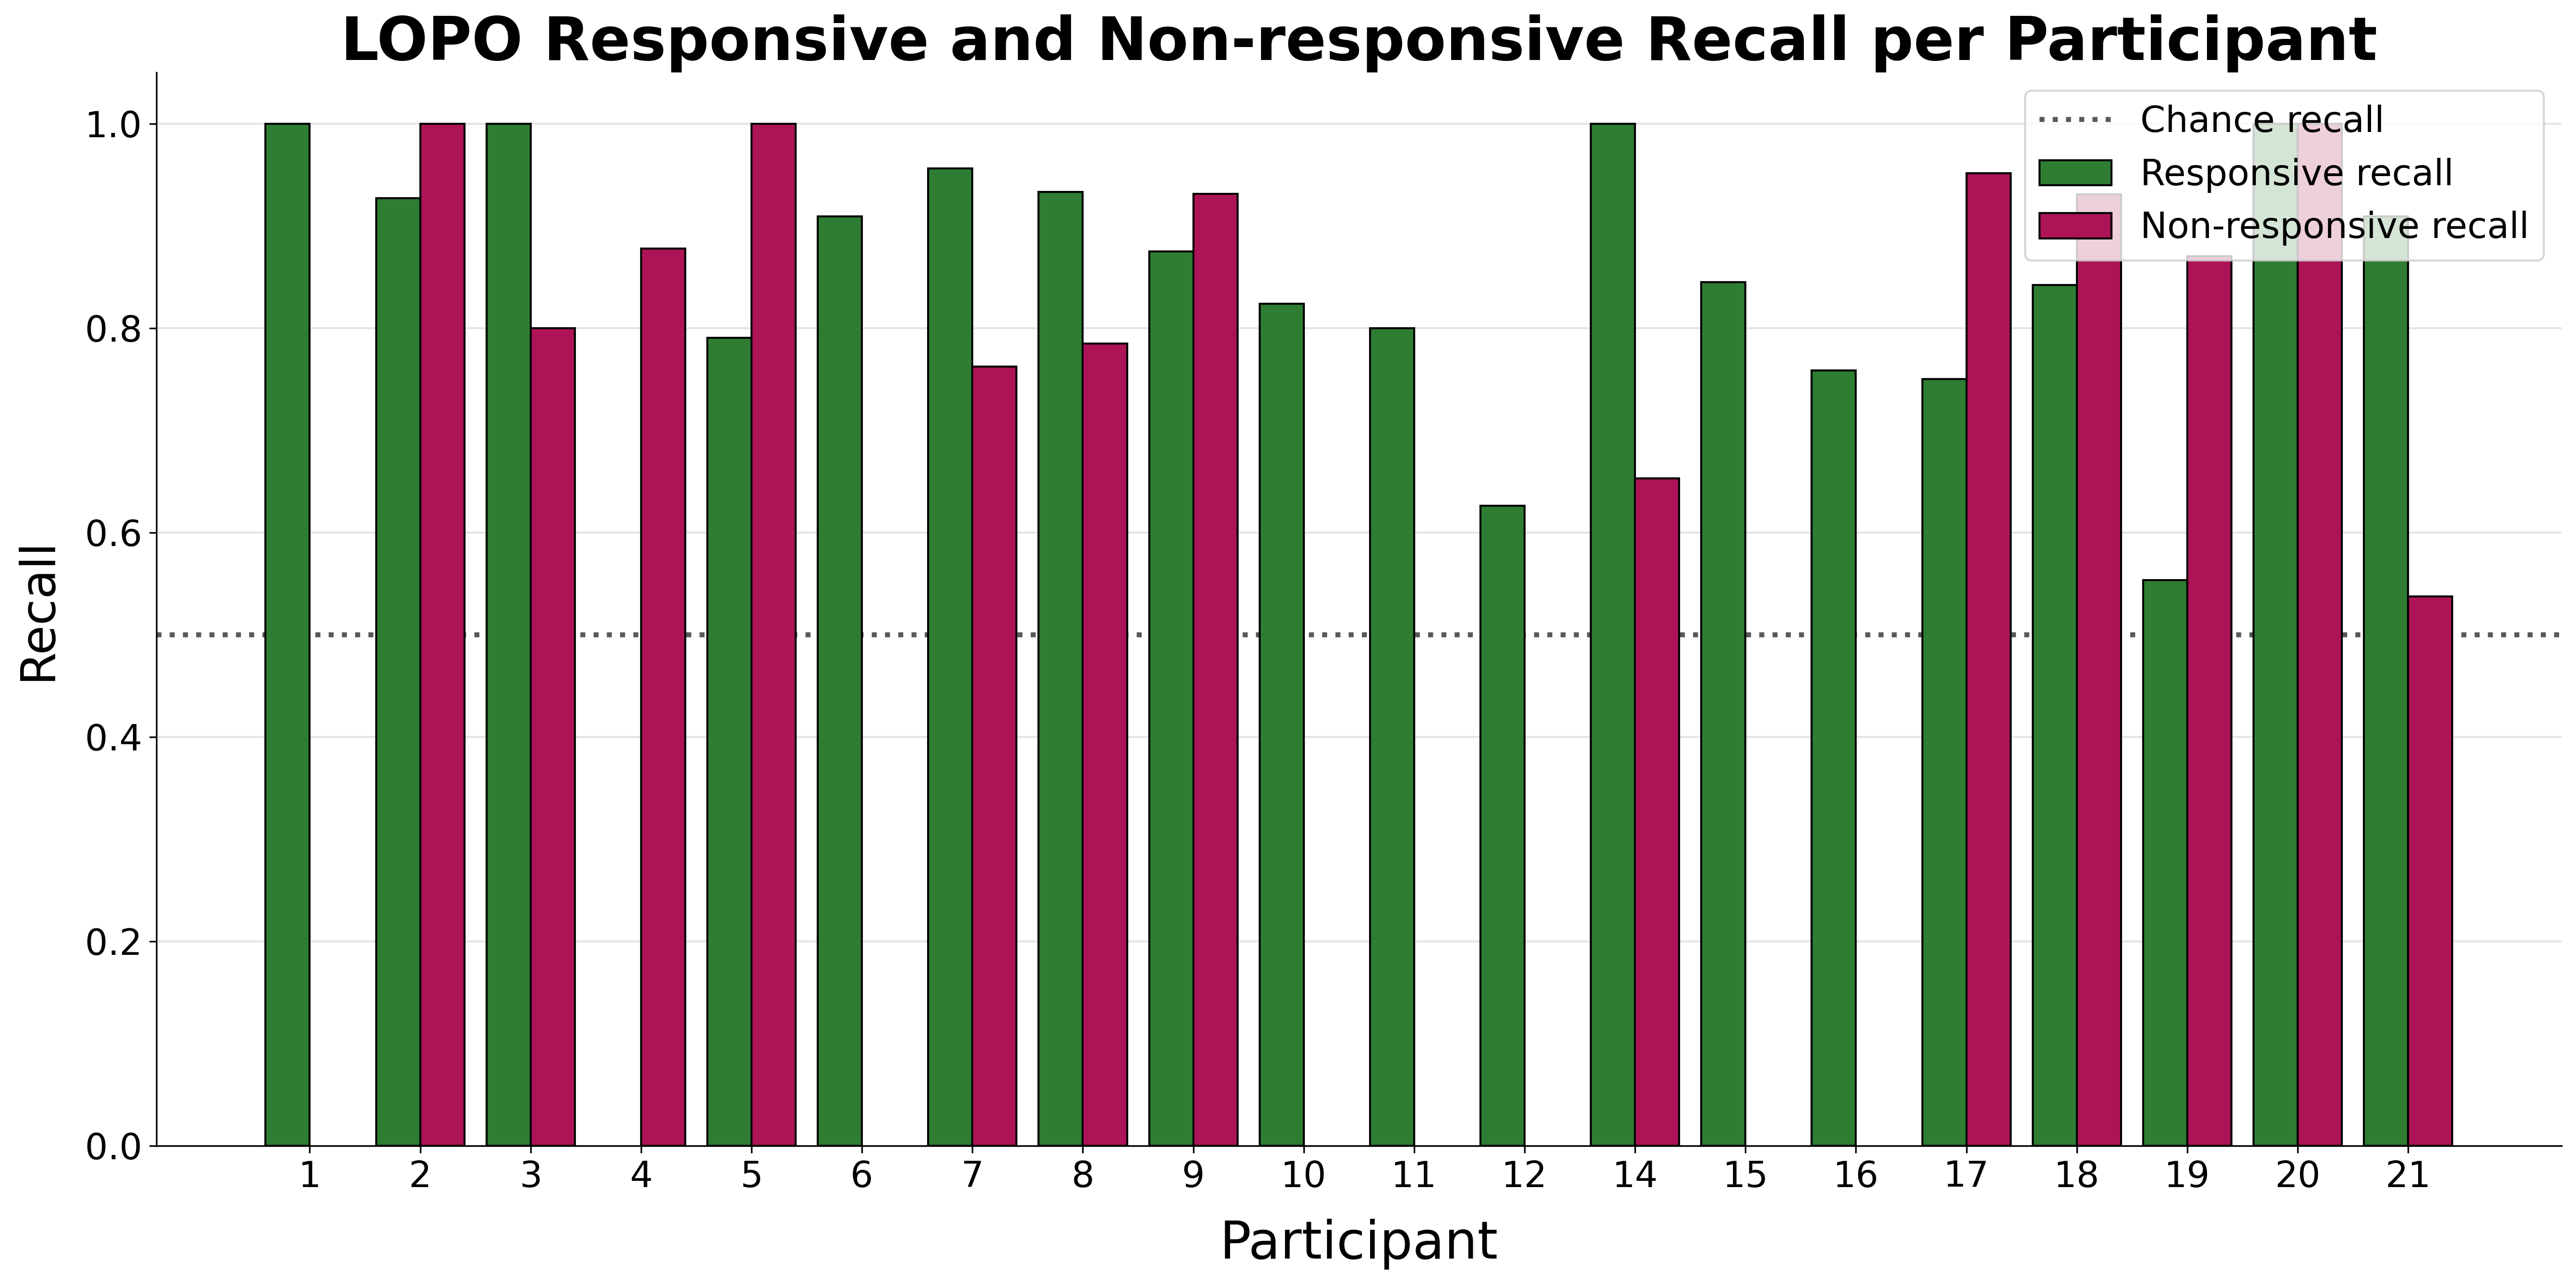 LOPO Responsive and Non-responsive Recall per Participant
Chance recall
Responsive recall
Non-responsive recall
1.0
0.8
0.6
0.4
0.2
0.0
Recall
1 2 3 4 5 6 7 8 9 10 11 12 14 15 16 17 18 19 20 21
Participant